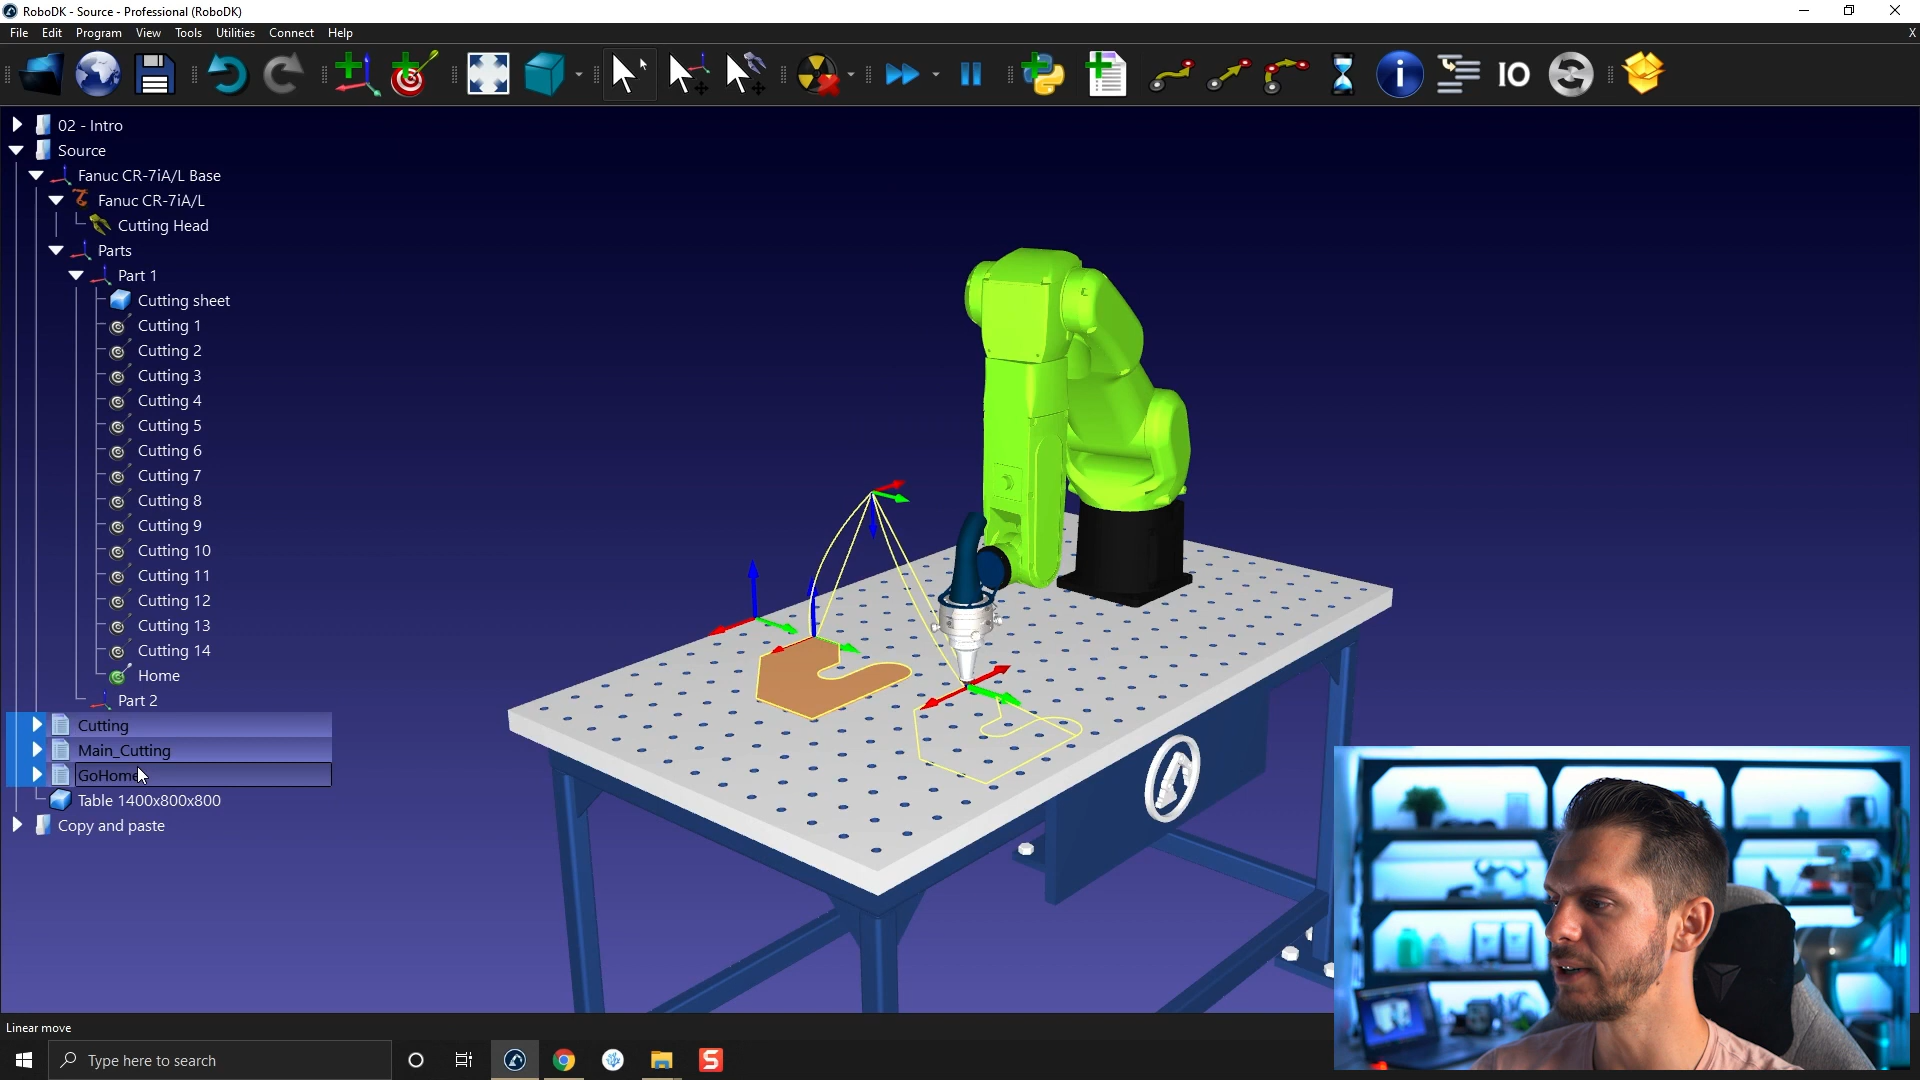 RoboDK - Source - Professional (RoboDK)
File Edit Program View Tools Utilities Connect Help X
IO
02 - Intro
Source
Fanuc CR-7iA/L Base
Fanuc CR-7iA/L
Cutting Head
Parts
Part 1
Cutting sheet
Cutting 1
Cutting 2
Cutting 3
Cutting 4
Cutting 5
Cutting 6
Cutting 7
Cutting 8
Cutting 9
Cutting 10
Cutting 11
Cutting 12
Cutting 13
Cutting 14
Home
Part 2
Cutting
Main_Cutting
GoHome
Table 1400x800x800
Copy and paste
Linear move
Type here to search